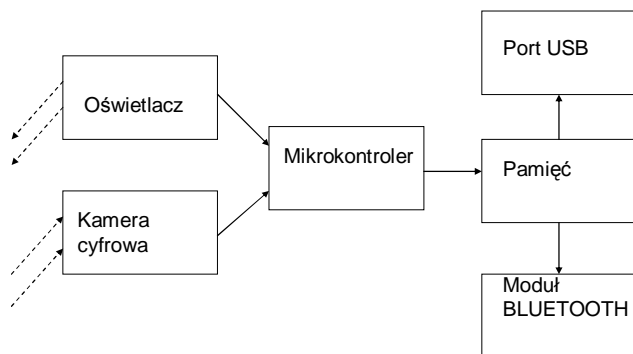 Oświetlacz
Kamera
cyfrowa
Mikrokontroler
Port USB
Pamięć
Moduł
BLUETOOTH